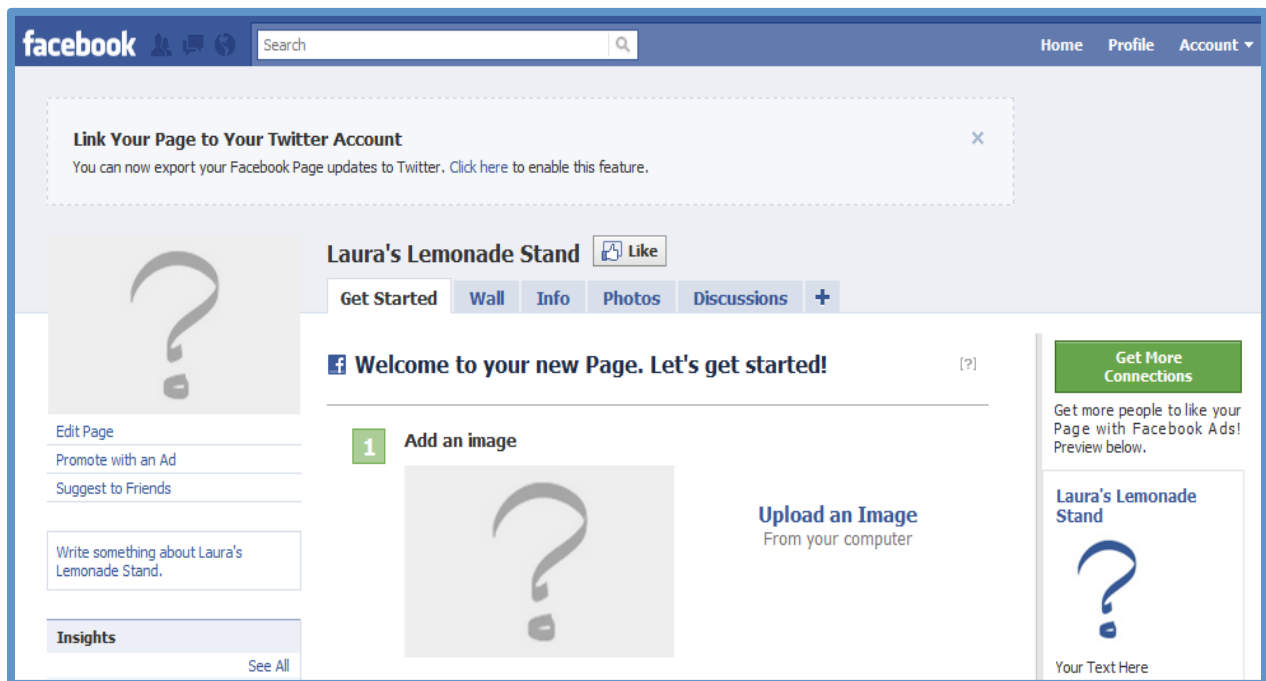 facebook Search Home Profile Account
Link Your Page to Your Twitter Account ×
You can now export your Facebook Page updates to Twitter. Click here to enable this feature.
Laura's Lemonade Stand Like
Get Started Wall Info Photos Discussions +
?
Edit Page
Promote with an Ad
Suggest to Friends
Write something about Laura's
Lemonade Stand.
Insights
See All
f Welcome to your new Page. Let's get started! [?]
1 Add an image
?
Upload an Image
From your computer
Get More
Connections
Get more people to like your
Page with Facebook Ads!
Preview below.
Laura's Lemonade
Stand
?
Your Text Here